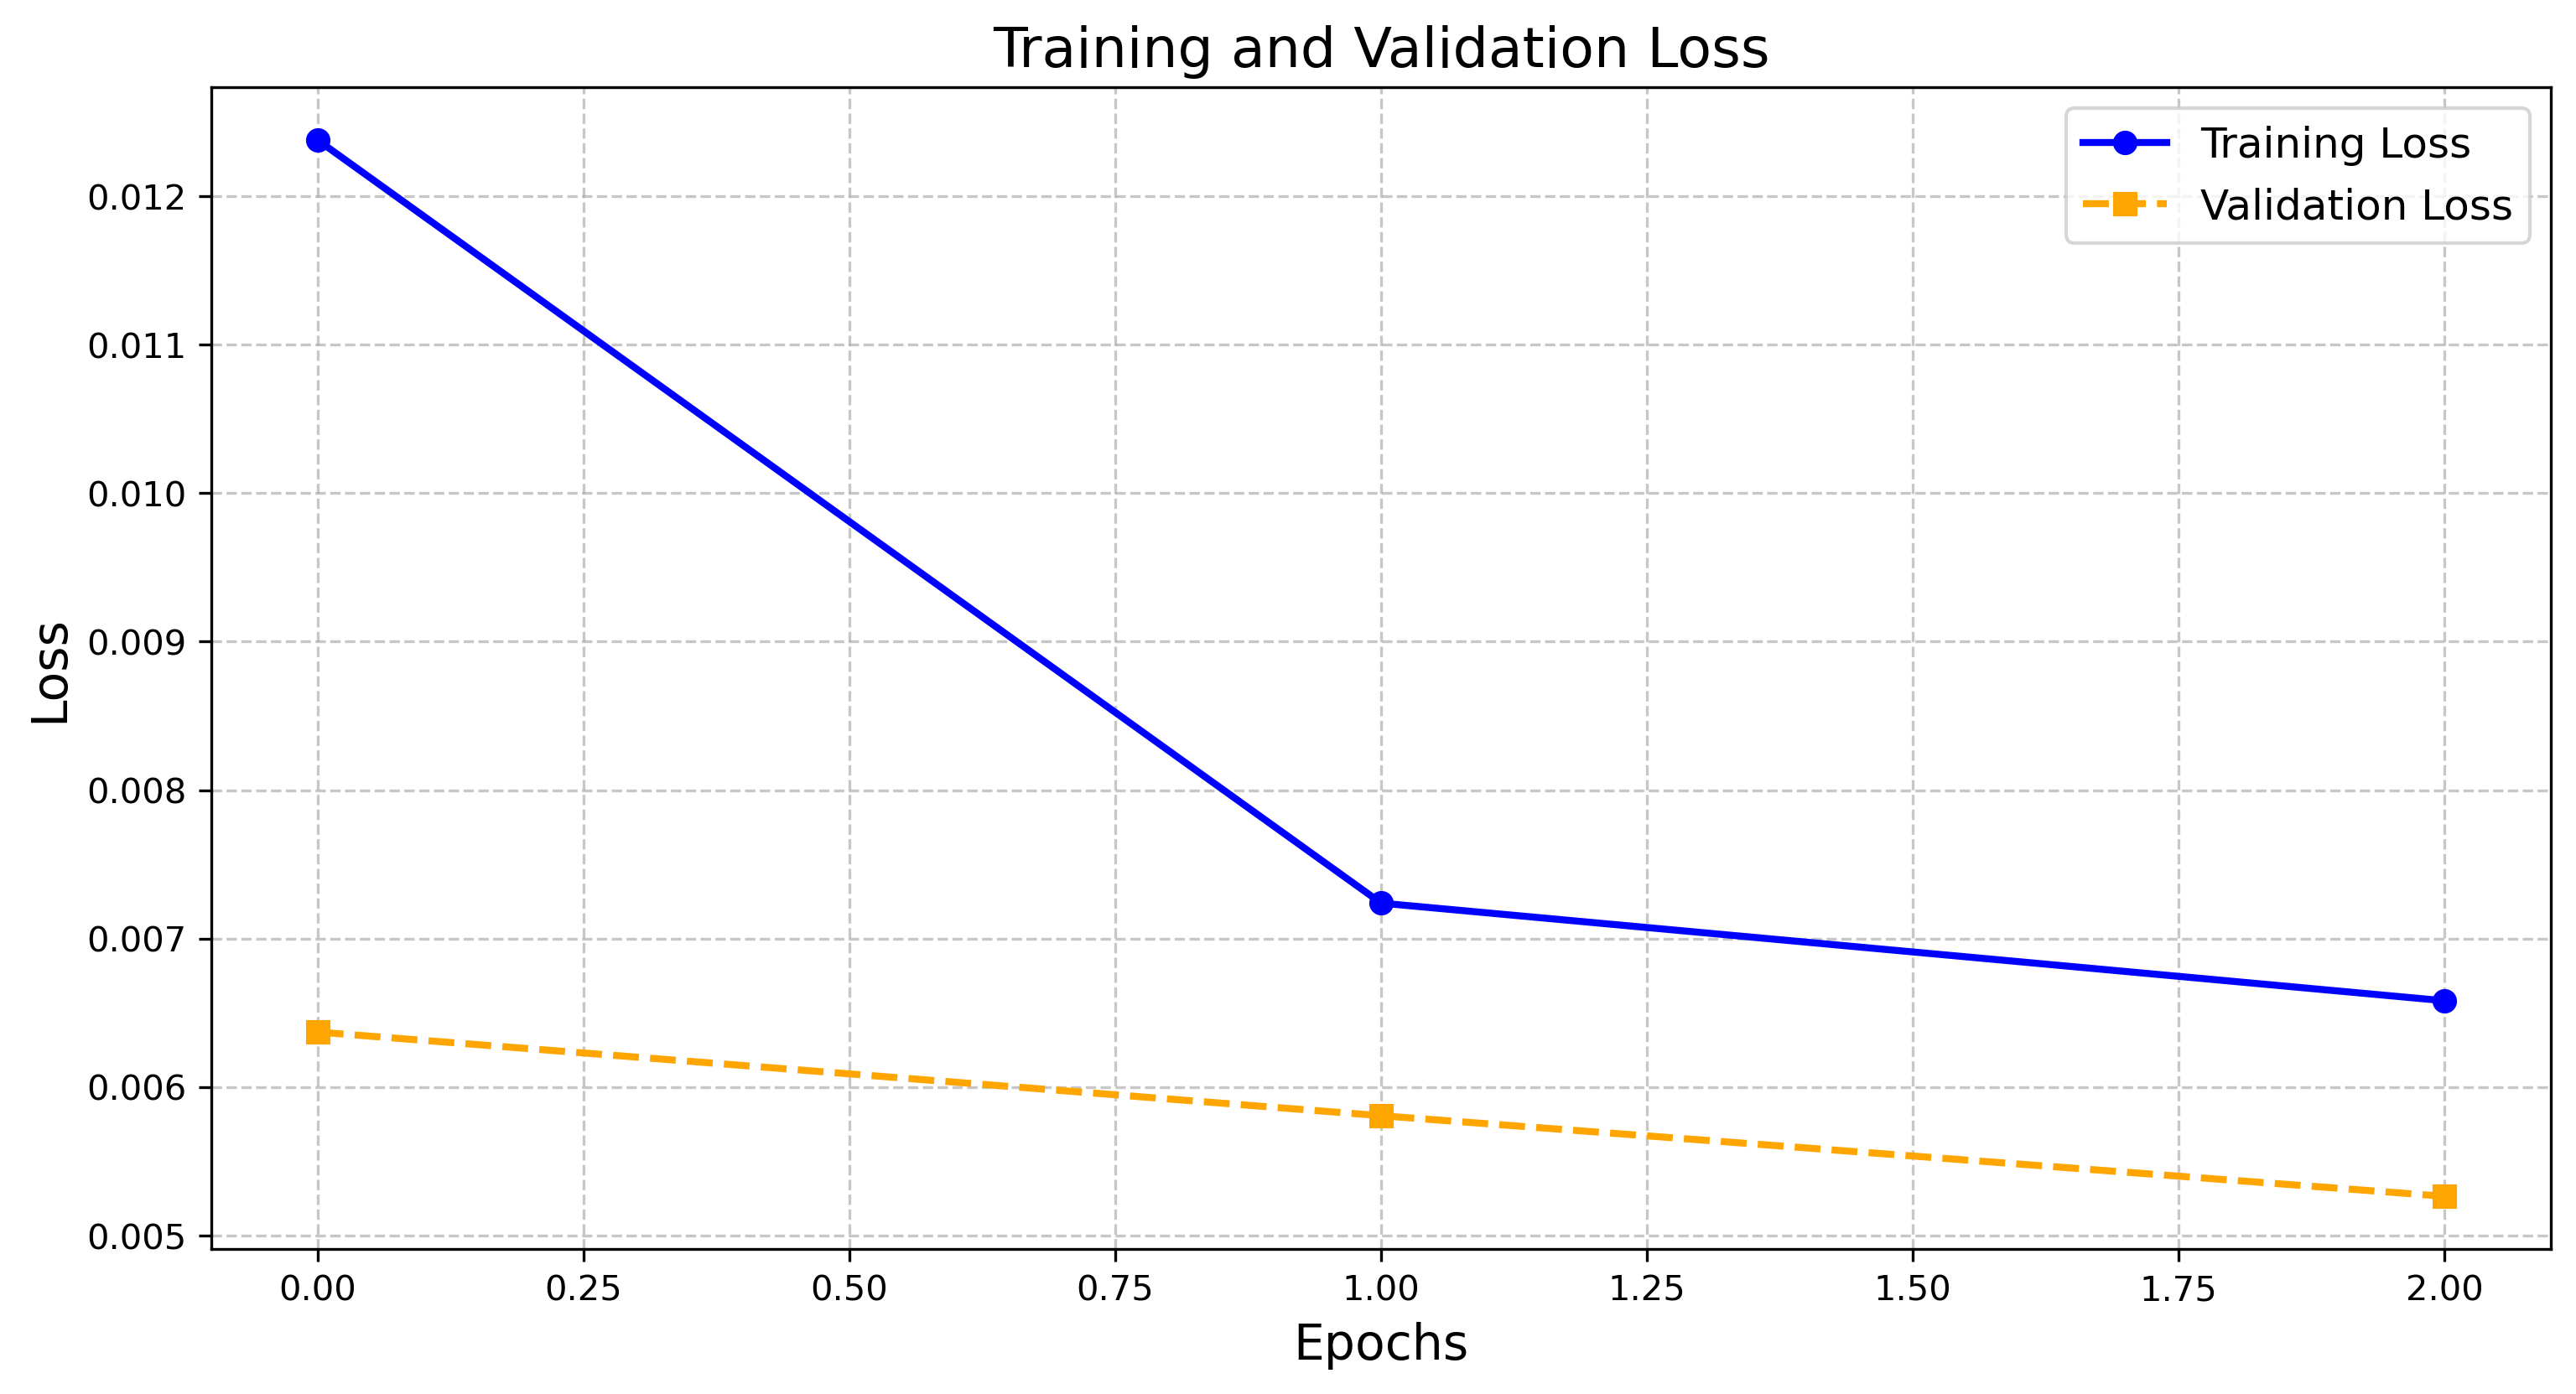 Training and Validation Loss
Training Loss
Validation Loss
0.012
0.011
0.010
0.009
0.008
0.007
0.006
0.005
Loss
0.00 0.25 0.50 0.75 1.00 1.25 1.50 1.75 2.00
Epochs